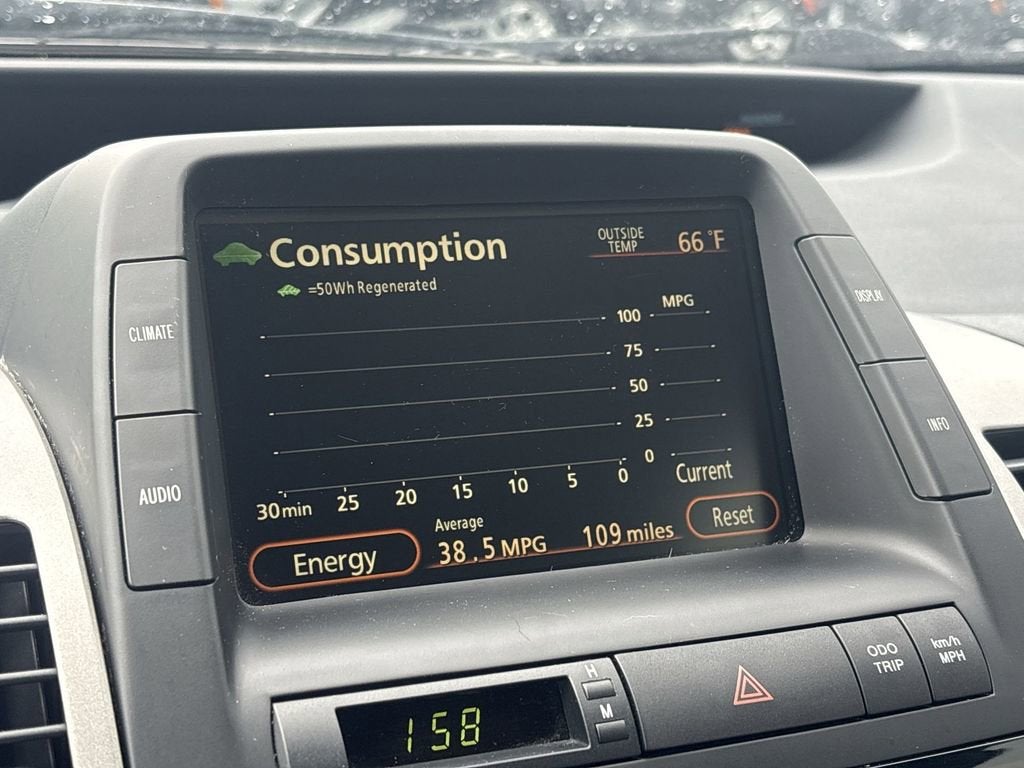 Consumption
OUTSIDE
TEMP
66°F
=50Wh Regenerated
MPG
100
75
50
25
0
30min 25 20 15 10 5 0
Current
Energy
Average
38.5 MPG
109 miles
Reset
CLIMATE
AUDIO
DISPLAY
INFO
158
H
M
ODO
TRIP
km/h
MPH